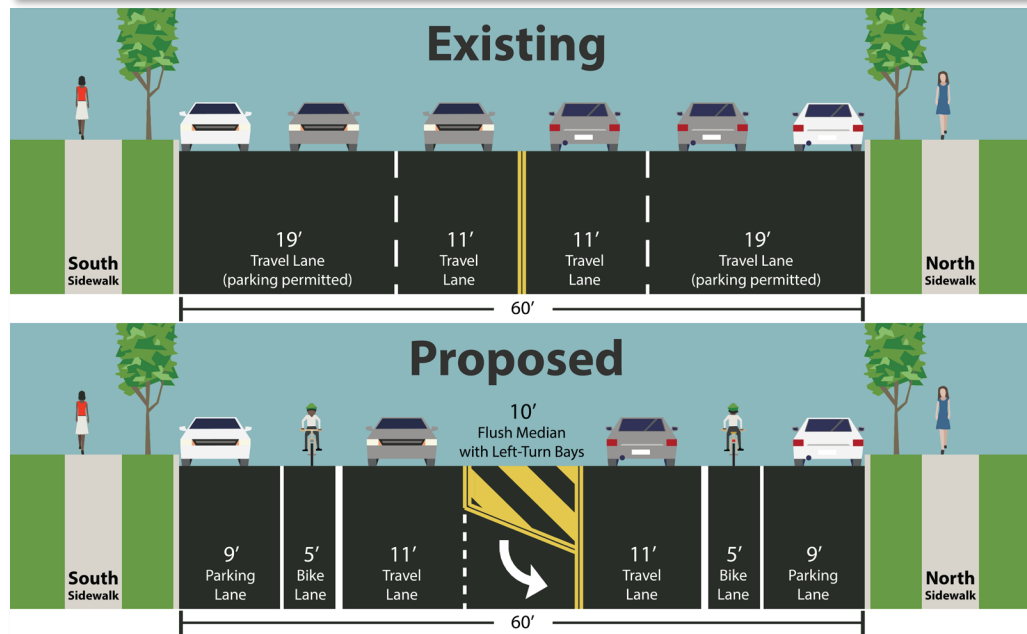 Existing
19’
Travel Lane
(parking permitted)
11’
Travel
Lane
11’
Travel
Lane
19’
Travel Lane
(parking permitted)
South
Sidewalk
North
Sidewalk
60’
Proposed
10’
Flush Median
with Left-Turn Bays
9’
Parking
Lane
5’
Bike
Lane
11’
Travel
Lane
11’
Travel
Lane
5’
Bike
Lane
9’
Parking
Lane
South
Sidewalk
North
Sidewalk
60’